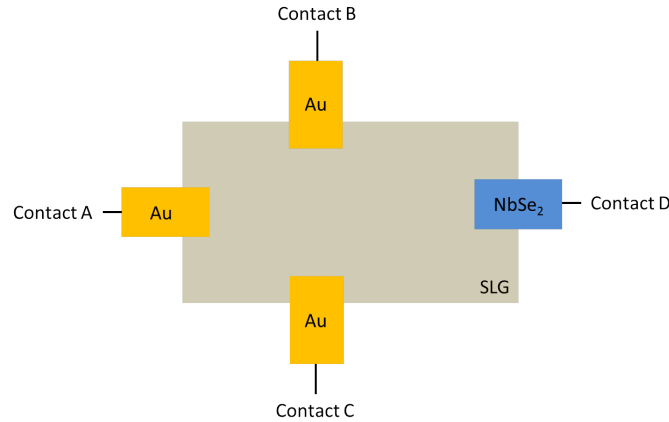 Contact B
Au
Contact A
Au
NbSe₂
Contact D
SLG
Au
Contact C